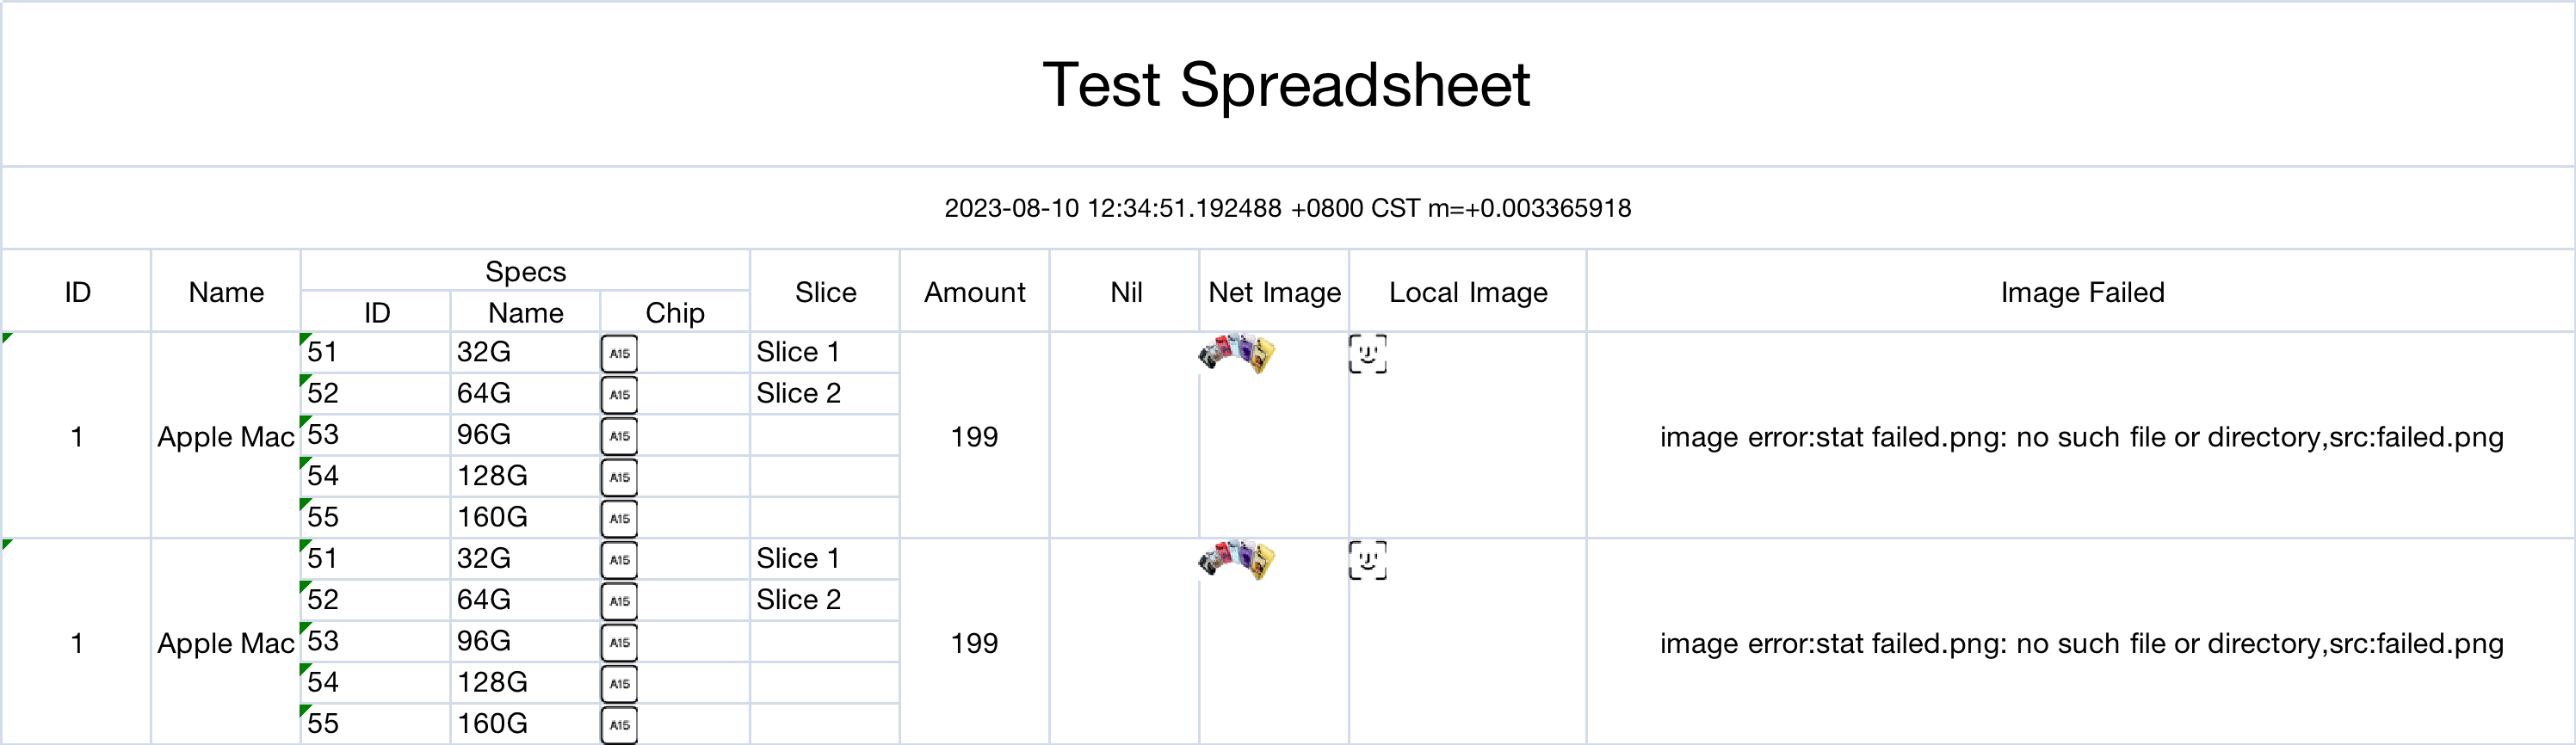 Test Spreadsheet
2023-08-10 12:34:51.192488 +0800 CST m=+0.003365918
ID Name Specs Slice Amount Nil Net Image Local Image Image Failed
ID Name Chip
51 32G A15 Slice 1
52 64G A15 Slice 2
1 Apple Mac 53 96G A15 199 image error:stat failed.png: no such file or directory,src:failed.png
54 128G A15
55 160G A15
51 32G A15 Slice 1
52 64G A15 Slice 2
1 Apple Mac 53 96G A15 199 image error:stat failed.png: no such file or directory,src:failed.png
54 128G A15
55 160G A15